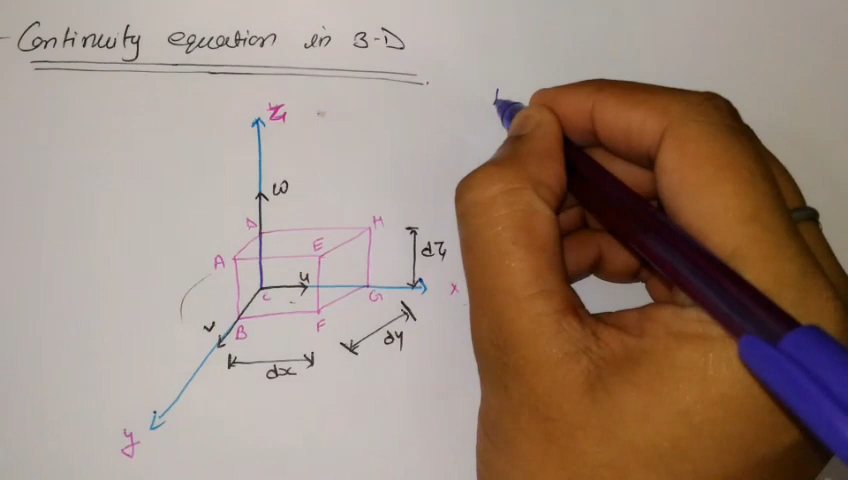 Continuity equation in 3-D
Z
ω
D
H
A
E
dz
u
C
G
x
v
B
F
dy
dx
y